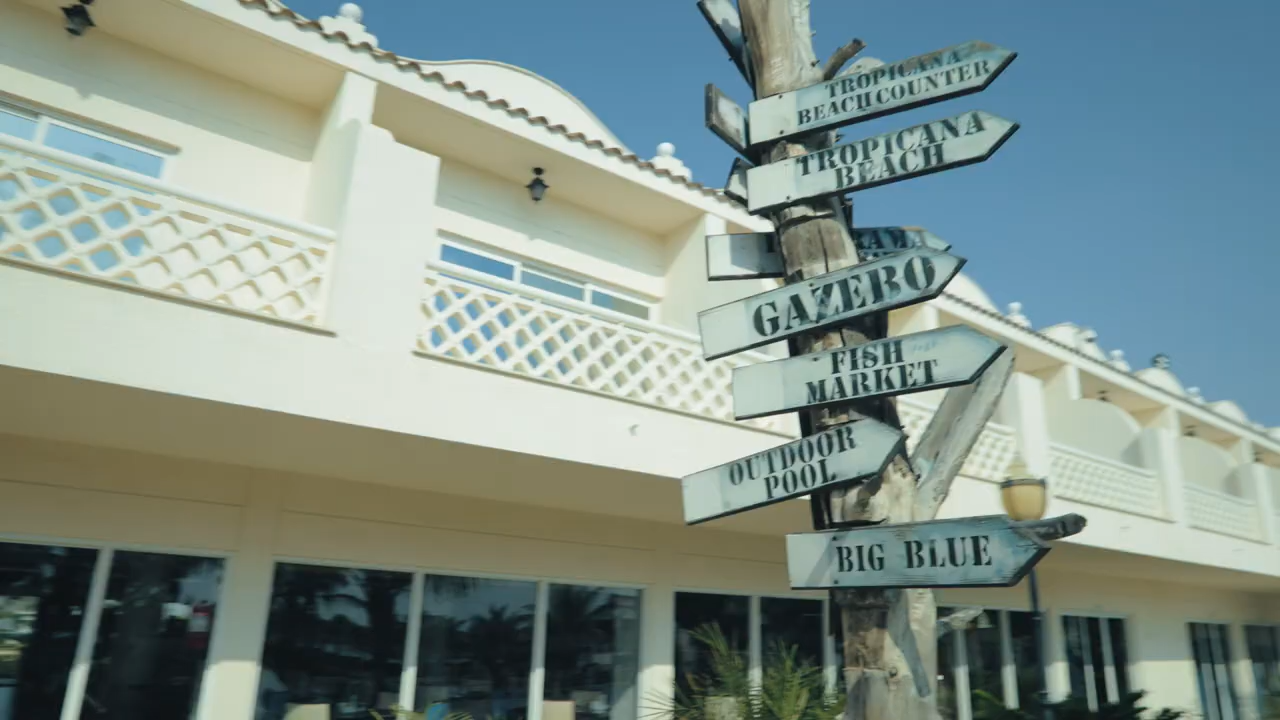 TROPICANA
BEACH COUNTER
TROPICANA
BEACH
GAZEBO
FISH
MARKET
OUTDOOR
POOL
BIG BLUE